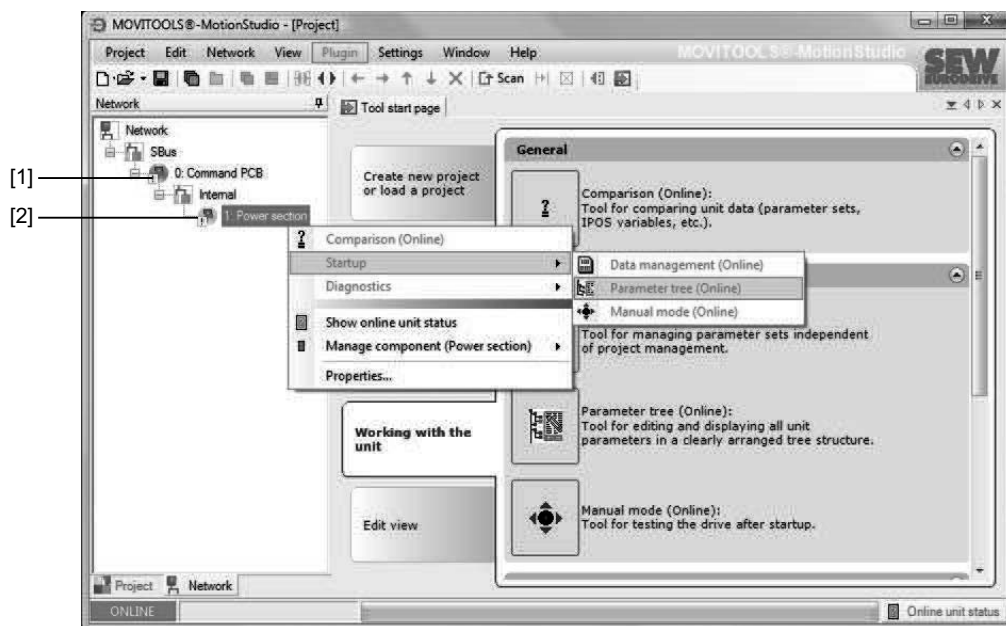 MOVITOOLS®-MotionStudio - [Project]
Project Edit Network View Plugin Settings Window Help
MOVITOOLS®-MotionStudio
SEW
EURODRIVE
Scan
Network
Tool start page
Network
SBus
[1]
0: Command PCB
Internal
[2]
1: Power section
Create new project
or load a project
General
Comparison (Online):
Tool for comparing unit data (parameter sets,
IPOS variables, etc.).
Comparison (Online)
Startup
Diagnostics
Show online unit status
Manage component (Power section)
Properties...
Data management (Online)
Parameter tree (Online)
Manual mode (Online)
Tool for managing parameter sets independent
of project management.
Working with the
unit
Parameter tree (Online):
Tool for editing and displaying all unit
parameters in a clearly arranged tree structure.
Edit view
Manual mode (Online):
Tool for testing the drive after startup.
Project Network
ONLINE
Online unit status